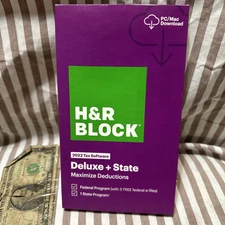 PC/Mac
Download
H&R
BLOCK
2022 Tax Software
Deluxe + State
Maximize Deductions
Federal Program (with 5 FREE federal e-files)
1 State Program